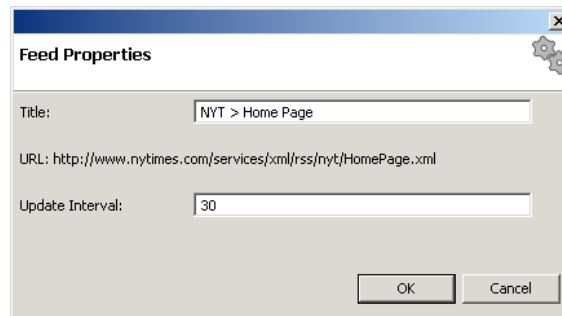 Feed Properties
Title: NYT > Home Page
URL: http://www.nytimes.com/services/xml/rss/nyt/HomePage.xml
Update Interval: 30
OK Cancel